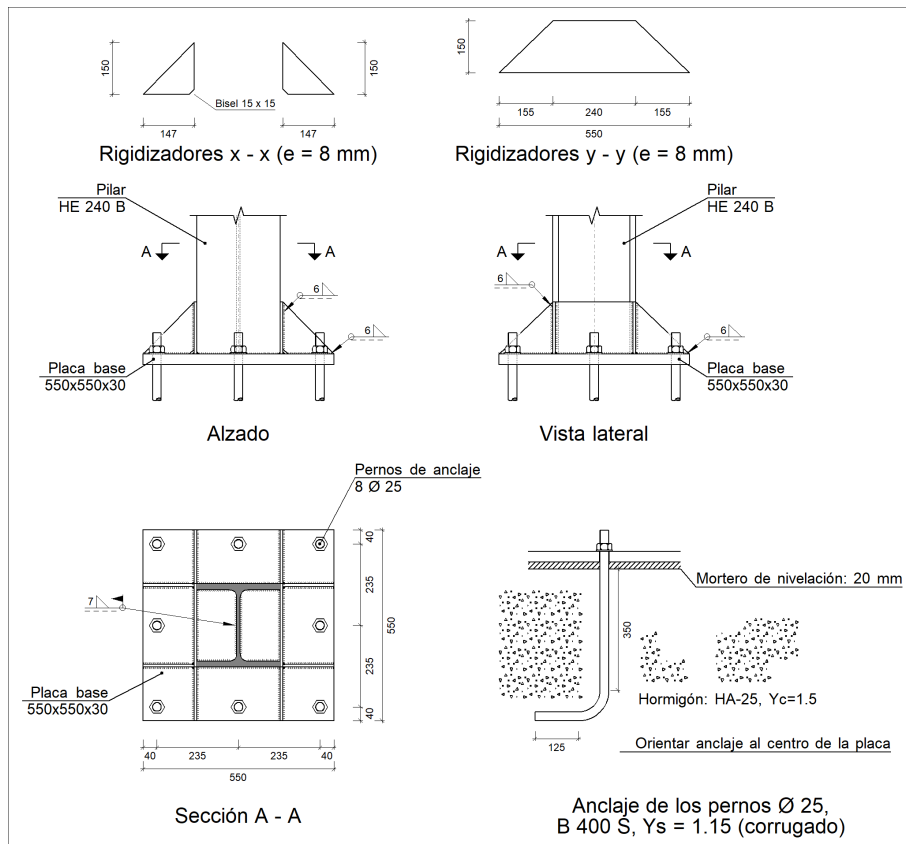 150
150
Bisel 15 x 15
147
147
Rigidizadores x - x (e = 8 mm)
150
155
240
155
550
Rigidizadores y - y (e = 8 mm)
Pilar
HE 240 B
A
A
6
6
Placa base
550x550x30
Alzado
Pilar
HE 240 B
A
A
6
6
Placa base
550x550x30
Vista lateral
Pernos de anclaje
8 Ø 25
7
40
235
550
235
40
Placa base
550x550x30
40
235
235
40
550
Sección A - A
Mortero de nivelación: 20 mm
350
Hormigón: HA-25, Yc=1.5
125
Orientar anclaje al centro de la placa
Anclaje de los pernos Ø 25,
B 400 S, Ys = 1.15 (corrugado)